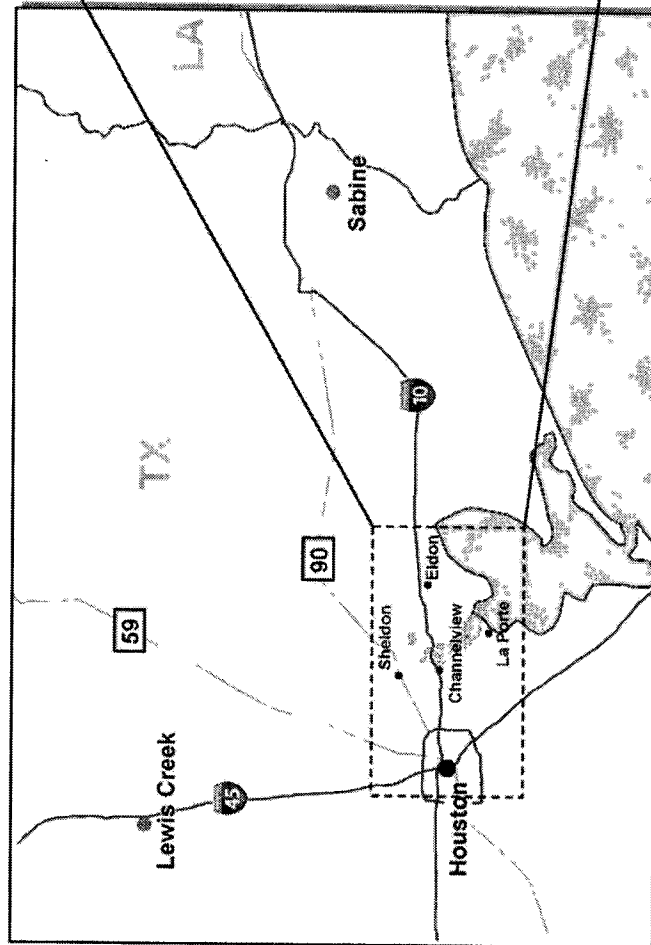 LA
TX
Sabine
10
90
59
Sheldon
Eldon
Channelview
La Porte
Lewis Creek
45
Houston